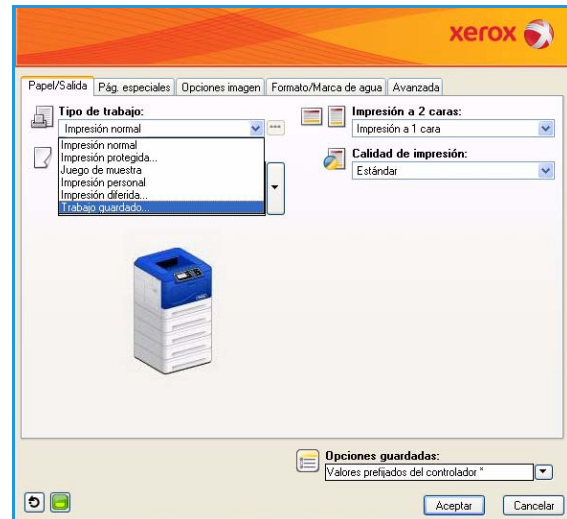 xerox
Papel/Salida Pág. especiales Opciones imagen Formato/Marca de agua Avanzada
Tipo de trabajo:
Impresión normal
Impresión normal
Impresión protegida...
Juego de muestra
Impresión personal
Impresión diferida...
Trabajo guardado...
Impresión a 2 caras:
Impresión a 1 cara
Calidad de impresión:
Estándar
Opciones guardadas:
Valores prefijados del controlador *
Aceptar Cancelar